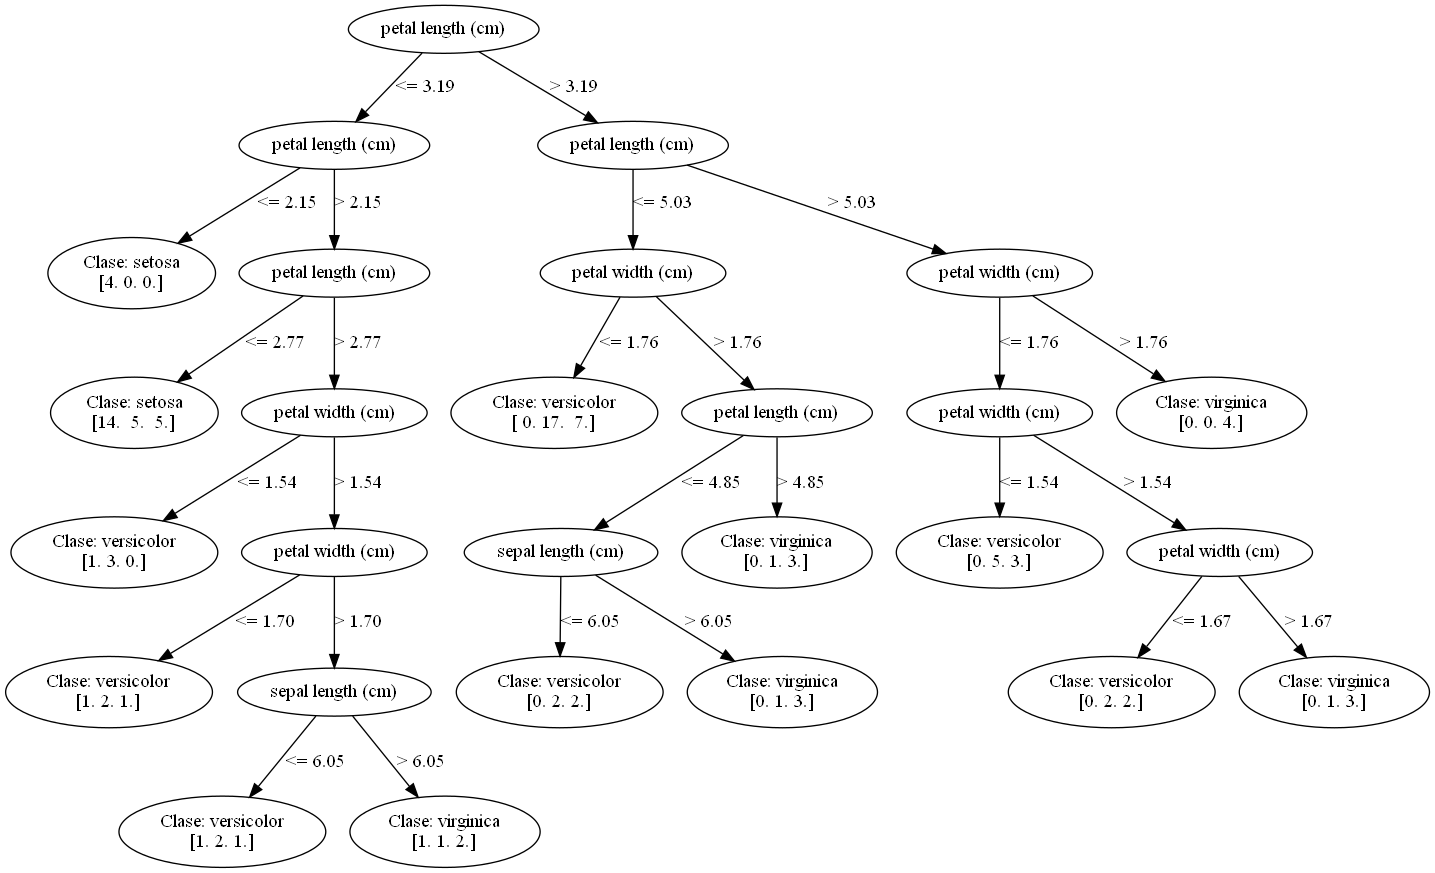 petal length (cm)
<= 3.19
> 3.19
petal length (cm)
petal length (cm)
<= 2.15
> 2.15
<= 5.03
> 5.03
Clase: setosa
[4. 0. 0.]
petal length (cm)
petal width (cm)
petal width (cm)
<= 2.77
> 2.77
<= 1.76
> 1.76
<= 1.76
> 1.76
Clase: setosa
[14.  5.  5.]
petal width (cm)
Clase: versicolor
[ 0. 17.  7.]
petal length (cm)
petal width (cm)
Clase: virginica
[0. 0. 4.]
<= 1.54
> 1.54
<= 4.85
> 4.85
<= 1.54
> 1.54
Clase: versicolor
[1. 3. 0.]
petal width (cm)
sepal length (cm)
Clase: virginica
[0. 1. 3.]
Clase: versicolor
[0. 5. 3.]
petal width (cm)
<= 1.70
> 1.70
<= 6.05
> 6.05
<= 1.67
> 1.67
Clase: versicolor
[1. 2. 1.]
sepal length (cm)
Clase: versicolor
[0. 2. 2.]
Clase: virginica
[0. 1. 3.]
Clase: versicolor
[0. 2. 2.]
Clase: virginica
[0. 1. 3.]
<= 6.05
> 6.05
Clase: versicolor
[1. 2. 1.]
Clase: virginica
[1. 1. 2.]